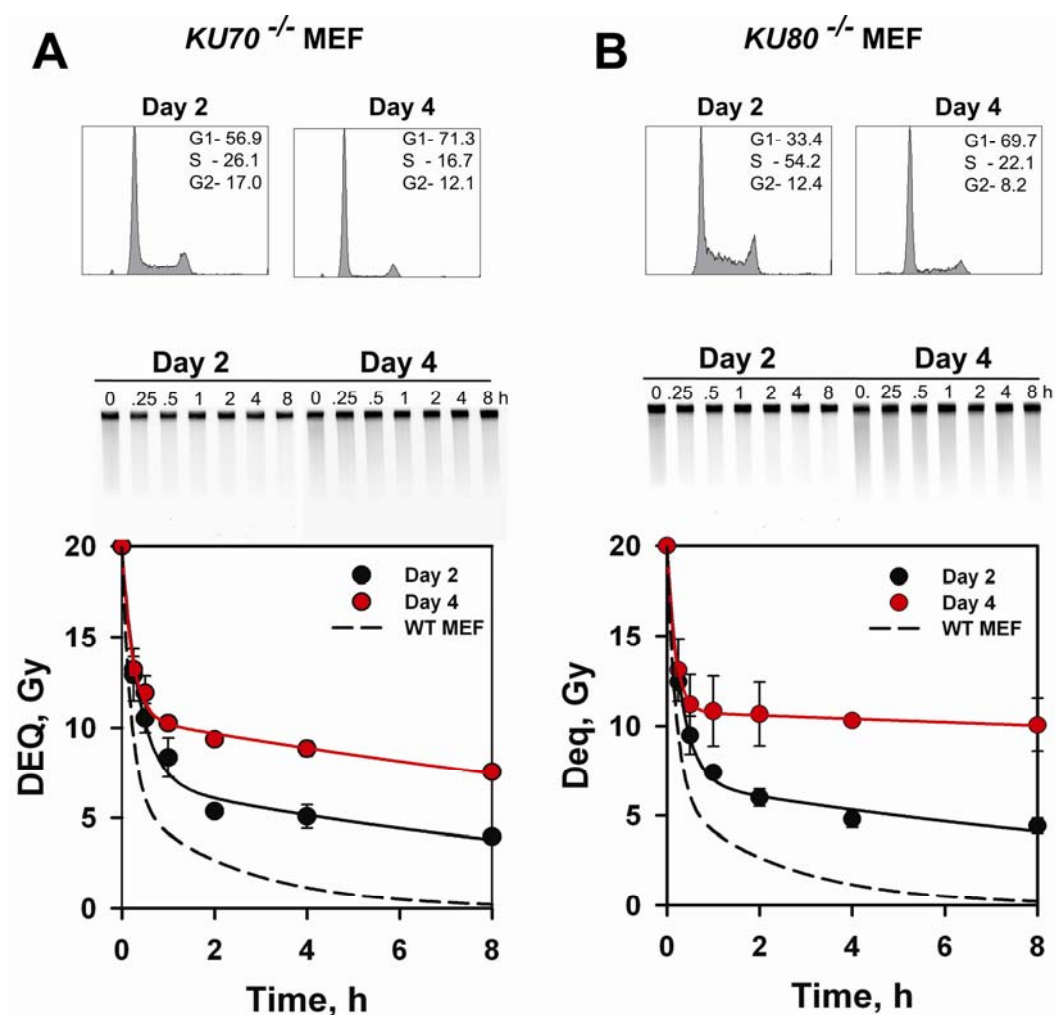 A
KU70 -/- MEF
Day 2
G1- 56.9
S - 26.1
G2- 17.0
Day 4
G1- 71.3
S - 16.7
G2- 12.1
Day 2 Day 4
0 .25 .5 1 2 4 8 0 .25 .5 1 2 4 8 h
20
15
10
5
0
DEQ, Gy
Day 2
Day 4
WT MEF
0 2 4 6 8
Time, h
B
KU80 -/- MEF
Day 2
G1- 33.4
S - 54.2
G2- 12.4
Day 4
G1- 69.7
S - 22.1
G2- 8.2
Day 2 Day 4
0 .25 .5 1 2 4 8 0. 25 .5 1 2 4 8 h
20
15
10
5
0
Deq, Gy
Day 2
Day 4
WT MEF
0 2 4 6 8
Time, h